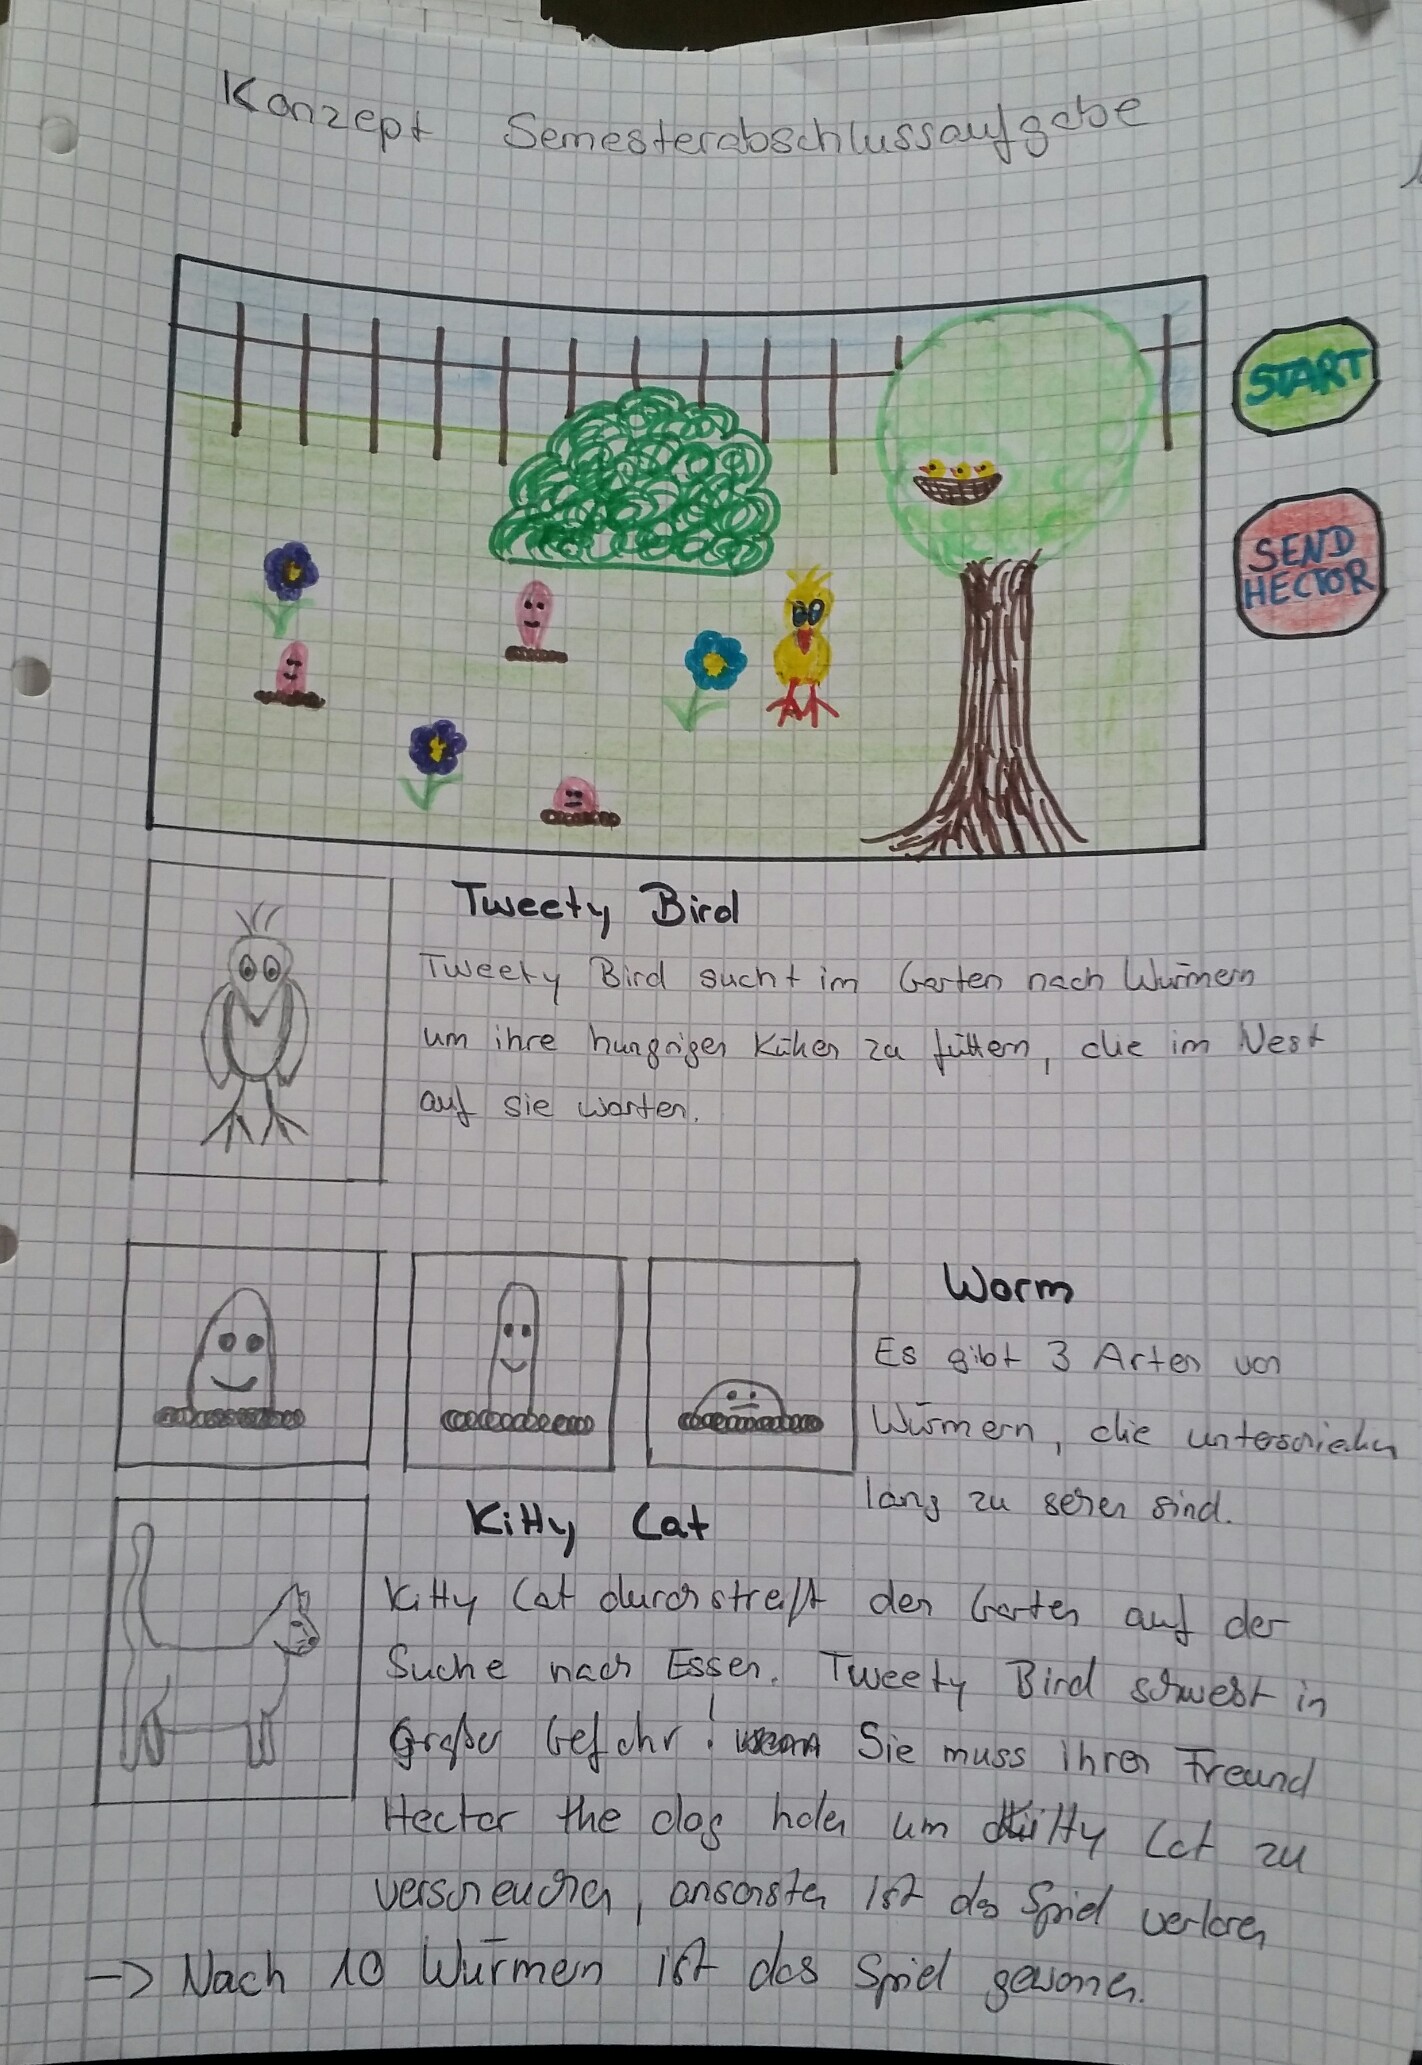 Konzept Semesterabschlussaufgabe
START
SEND
HECTOR
Tweety Bird
Tweety Bird sucht im Garten nach Würmern
um ihre hungrigen Küken zu füttern, die im Nest
auf sie warten.
Worm
Es gibt 3 Arten von
Würmern, die unterschiedlich
lang zu sehen sind.
Kitty Cat
Kitty Cat durchstreift den Garten auf der
Suche nach Essen. Tweety Bird schwebt in
großer Gefahr! Sie muss ihren Freund
Hector the dog holen um Kitty Cat zu
verscheuchen, ansonsten ist das Spiel verloren
-> Nach 10 Würmern ist das Spiel gewonnen.